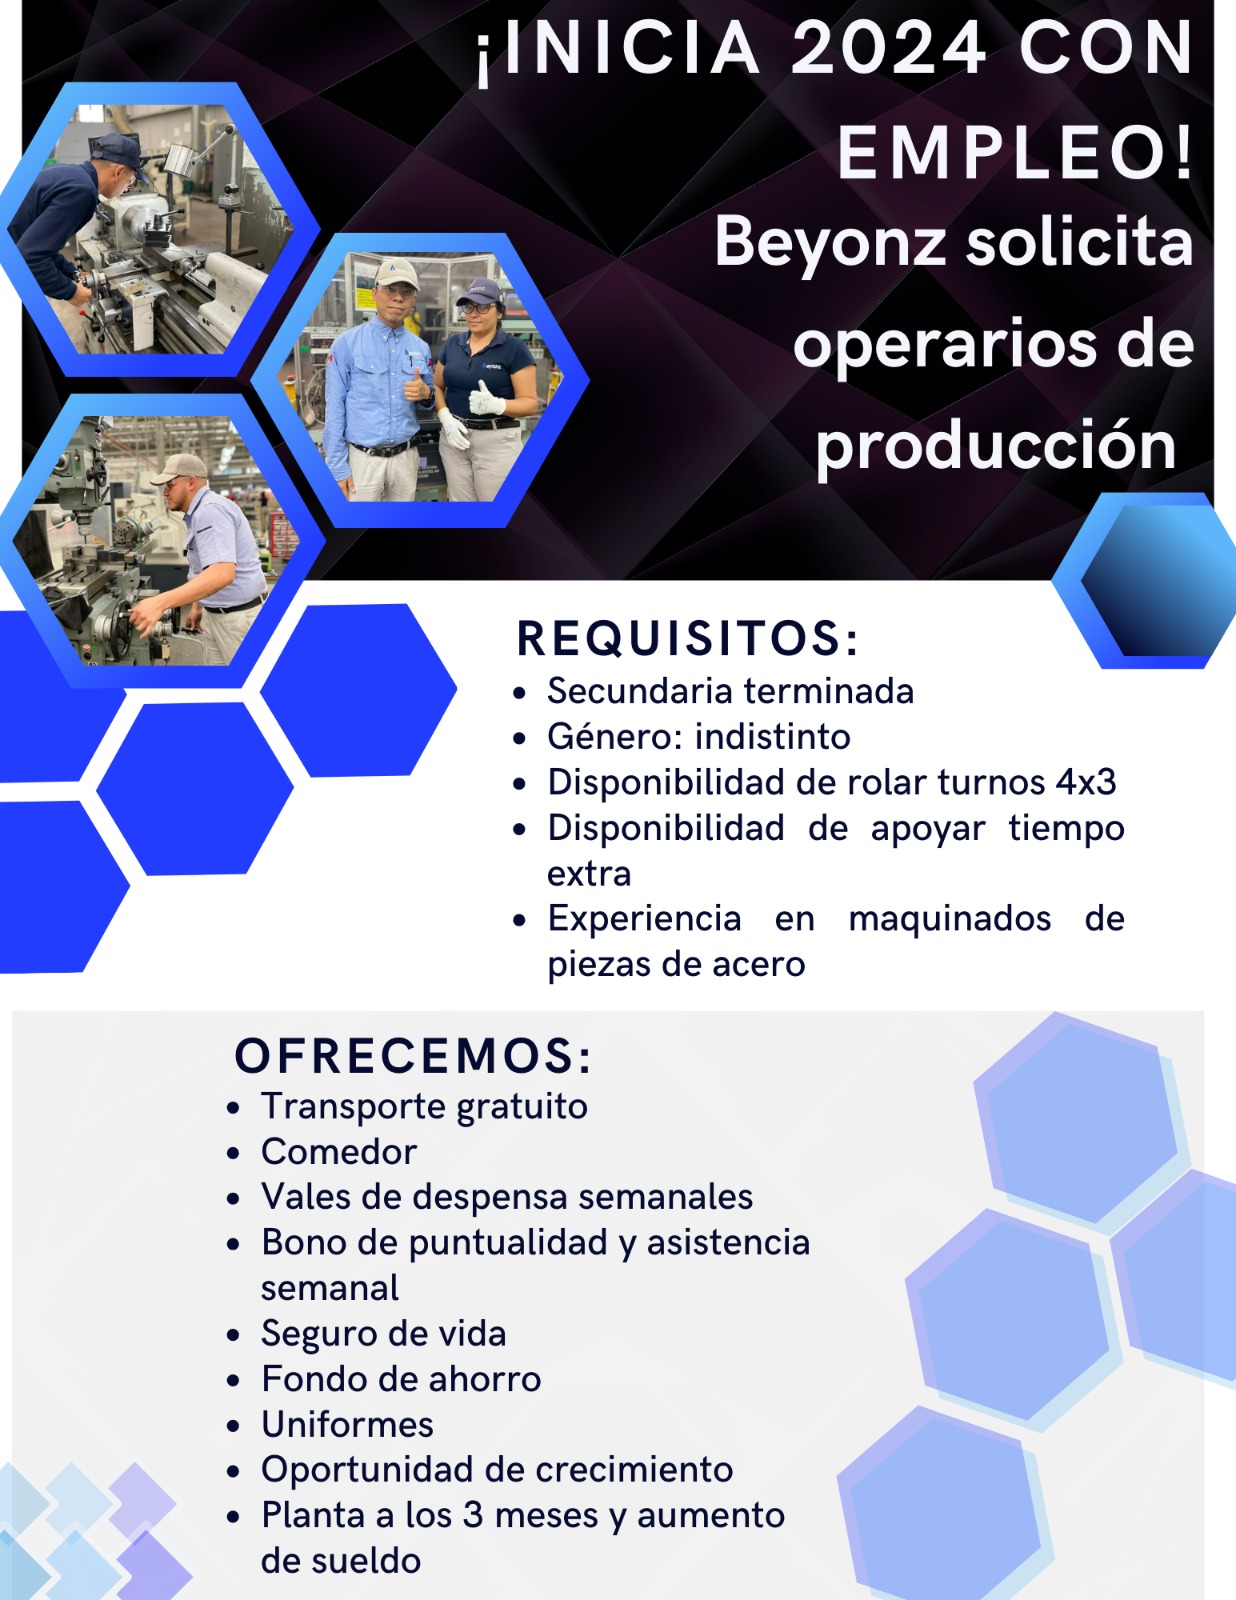 ¡INICIA 2024 CON
EMPLEO!
Beyonz solicita
operarios de
producción
REQUISITOS:
• Secundaria terminada
• Género: indistinto
• Disponibilidad de rolar turnos 4x3
• Disponibilidad de apoyar tiempo
extra
• Experiencia en maquinados de
piezas de acero
OFRECEMOS:
• Transporte gratuito
• Comedor
• Vales de despensa semanales
• Bono de puntualidad y asistencia
semanal
• Seguro de vida
• Fondo de ahorro
• Uniformes
• Oportunidad de crecimiento
• Planta a los 3 meses y aumento
de sueldo